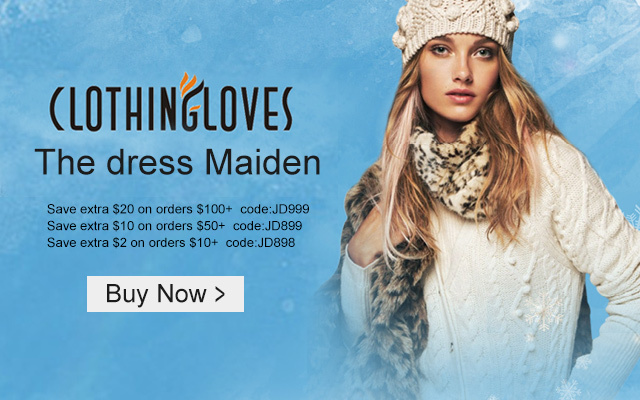 CLOTHINGLOVES
The dress Maiden
Save extra $20 on orders $100+  code:JD999
Save extra $10 on orders $50+  code:JD899
Save extra $2 on orders $10+  code:JD898
Buy Now >